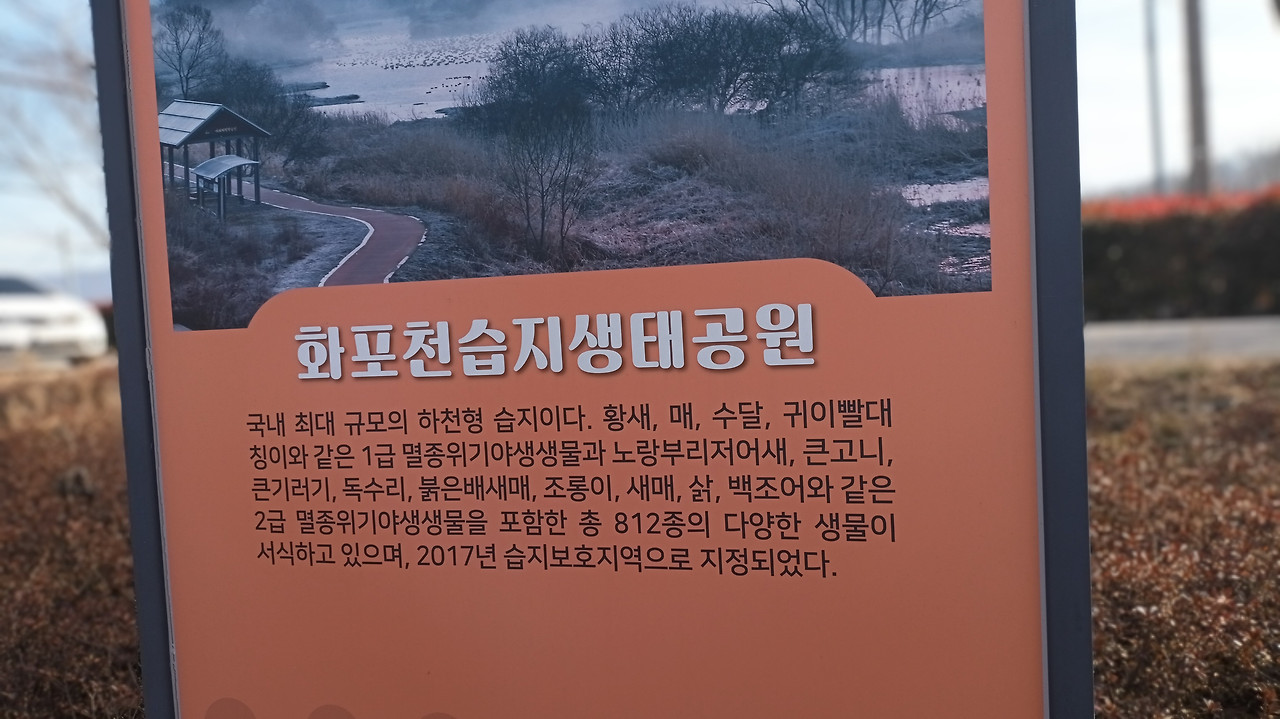 화포천습지생태공원
국내 최대 규모의 하천형 습지이다. 황새, 매, 수달, 귀이빨대
칭이와 같은 1급 멸종위기야생생물과 노랑부리저어새, 큰고니,
큰기러기, 독수리, 붉은배새매, 조롱이, 새매, 삵, 백조어와 같은
2급 멸종위기야생생물을 포함한 총 812종의 다양한 생물이
서식하고 있으며, 2017년 습지보호지역으로 지정되었다.